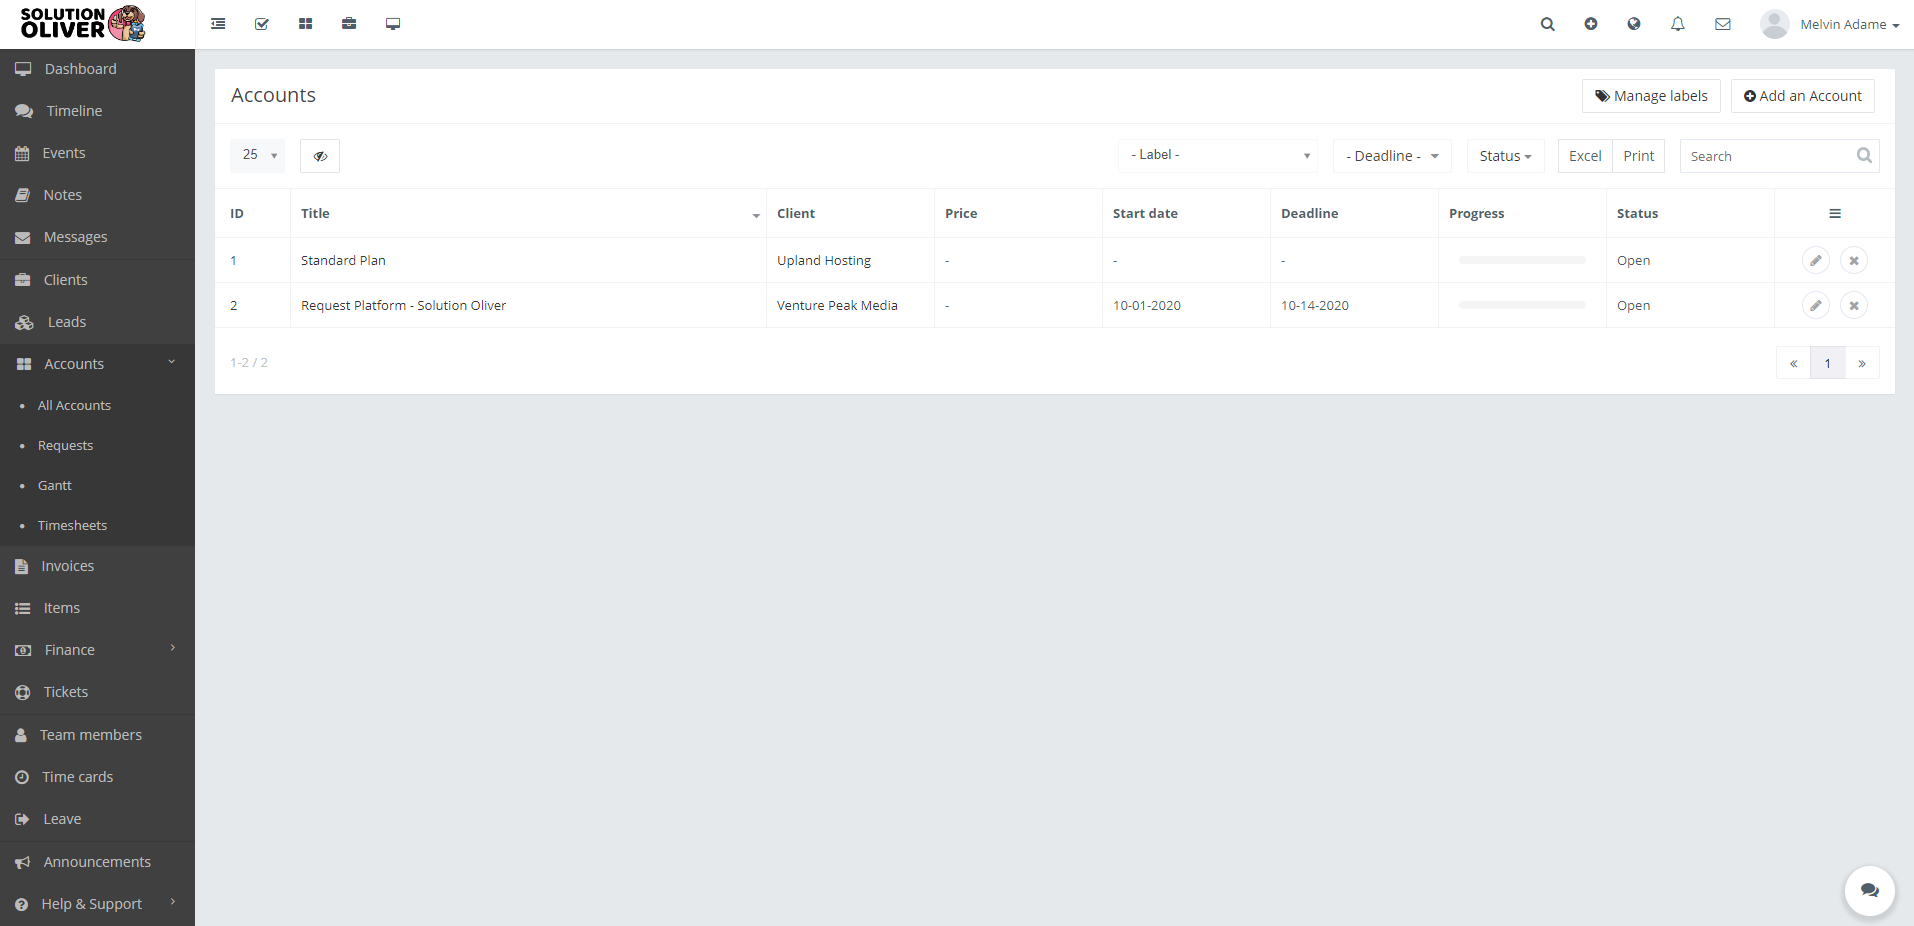 SOLUTION
OLIVER
Melvin Adame
Dashboard
Timeline
Events
Notes
Messages
Clients
Leads
Accounts
All Accounts
Requests
Gantt
Timesheets
Invoices
Items
Finance
Tickets
Team members
Time cards
Leave
Announcements
Help & Support
Accounts
Manage labels
Add an Account
25
- Label -
- Deadline -
Status
Excel
Print
Search
ID Title Client Price Start date Deadline Progress Status
1 Standard Plan Upland Hosting - - - Open
2 Request Platform - Solution Oliver Venture Peak Media - 10-01-2020 10-14-2020 Open
1-2 / 2
« 1 »